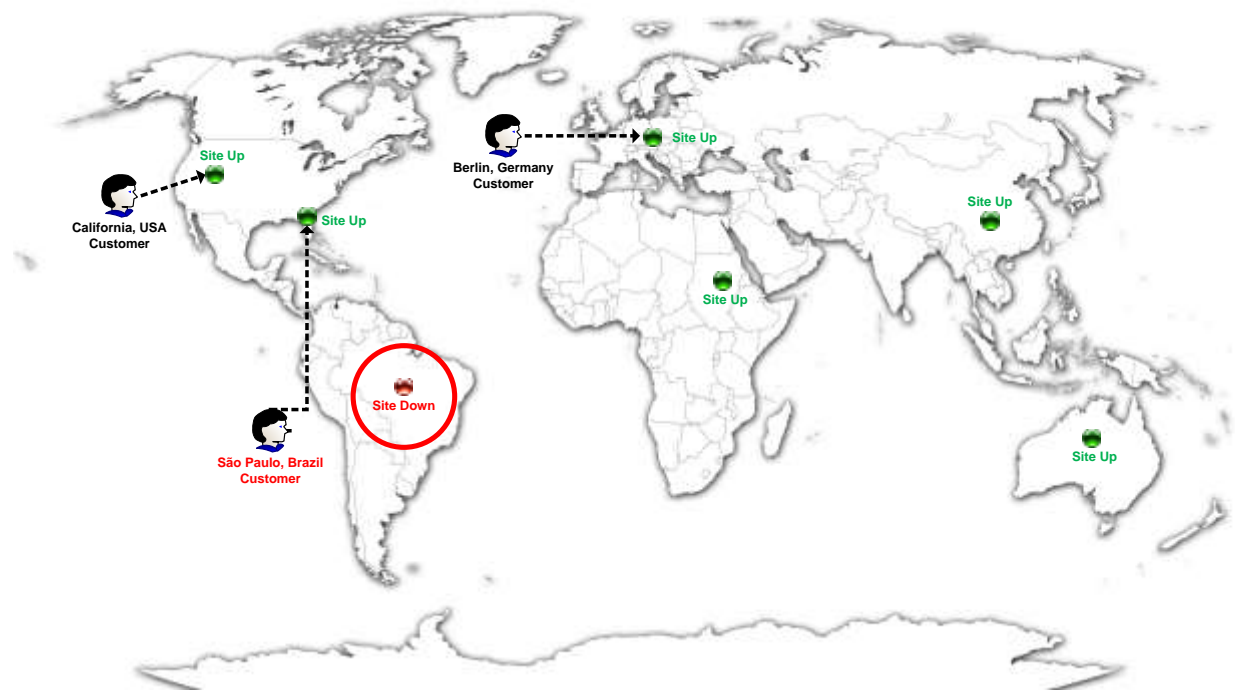 Site Up
California, USA
Customer
Site Up
Berlin, Germany
Customer
Site Up
Site Up
Site Up
Site Down
São Paulo, Brazil
Customer
Site Up